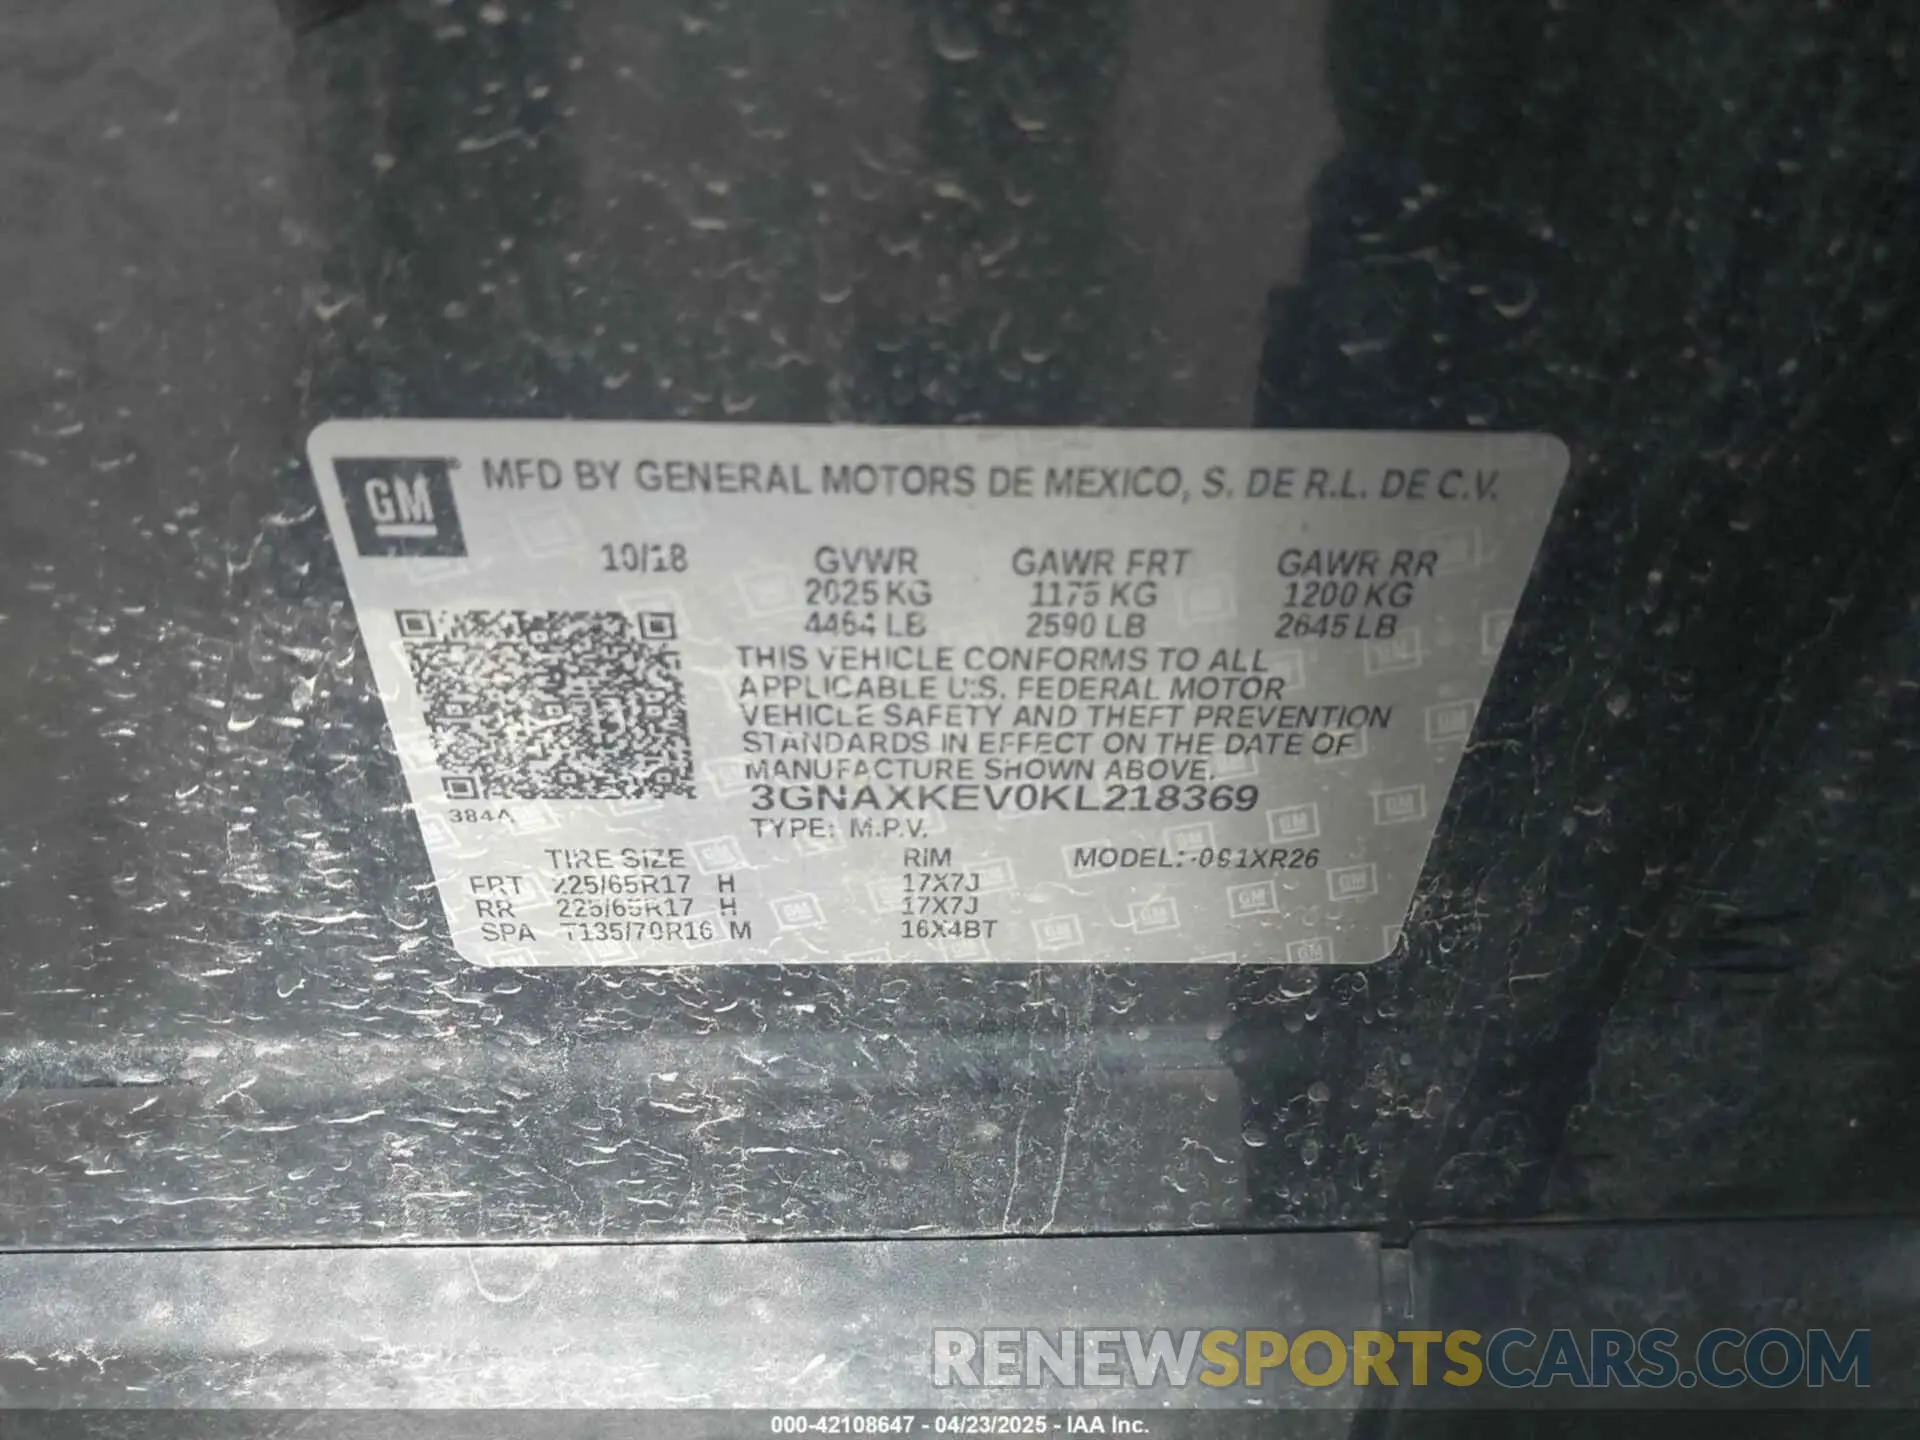 GM® MFD BY GENERAL MOTORS DE MEXICO, S. DE R.L. DE C.V.
10/18 GVWR GAWR FRT GAWR RR
2025 KG 1175 KG 1200 KG
4464 LB 2590 LB 2645 LB
THIS VEHICLE CONFORMS TO ALL
APPLICABLE U.S. FEDERAL MOTOR
VEHICLE SAFETY AND THEFT PREVENTION
STANDARDS IN EFFECT ON THE DATE OF
MANUFACTURE SHOWN ABOVE.
3GNAXKEV0KL218369
384A TYPE: M.P.V.
TIRE SIZE RIM MODEL: 091XR26
FRT 225/65R17 H 17X7J
RR 225/65R17 H 17X7J
SPA T135/70R16 M 16X4BT
RENEWSPORTSCARS.COM
000-42108647 - 04/23/2025 - IAA Inc.